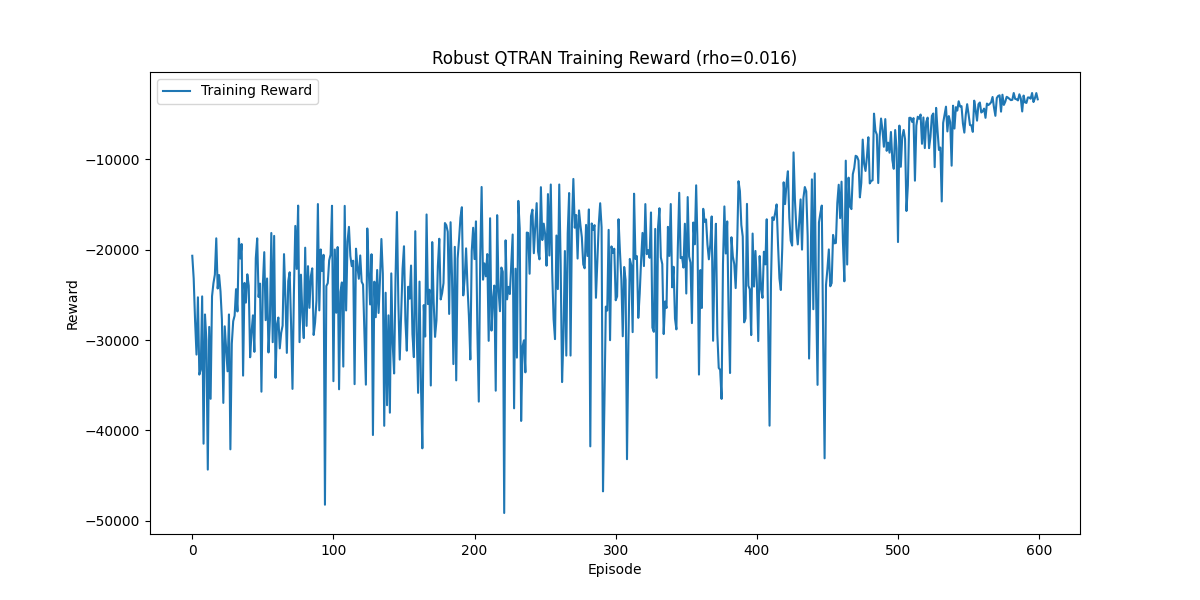 Robust QTRAN Training Reward (rho=0.016)
Training Reward
−10000
−20000
−30000
−40000
−50000
Reward
0 100 200 300 400 500 600
Episode